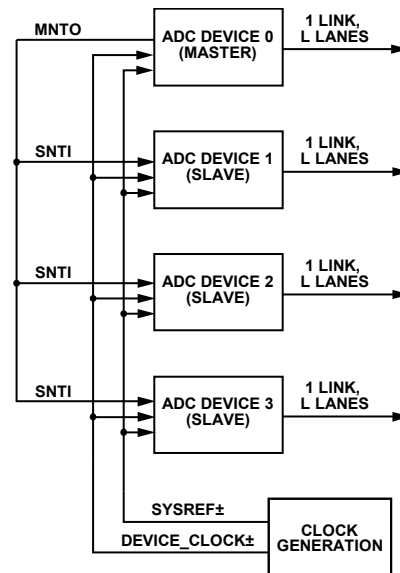 MNTO
ADC DEVICE 0
(MASTER)
1 LINK,
L LANES
SNTI
ADC DEVICE 1
(SLAVE)
1 LINK,
L LANES
SNTI
ADC DEVICE 2
(SLAVE)
1 LINK,
L LANES
SNTI
ADC DEVICE 3
(SLAVE)
1 LINK,
L LANES
SYSREF±
DEVICE_CLOCK±
CLOCK
GENERATION